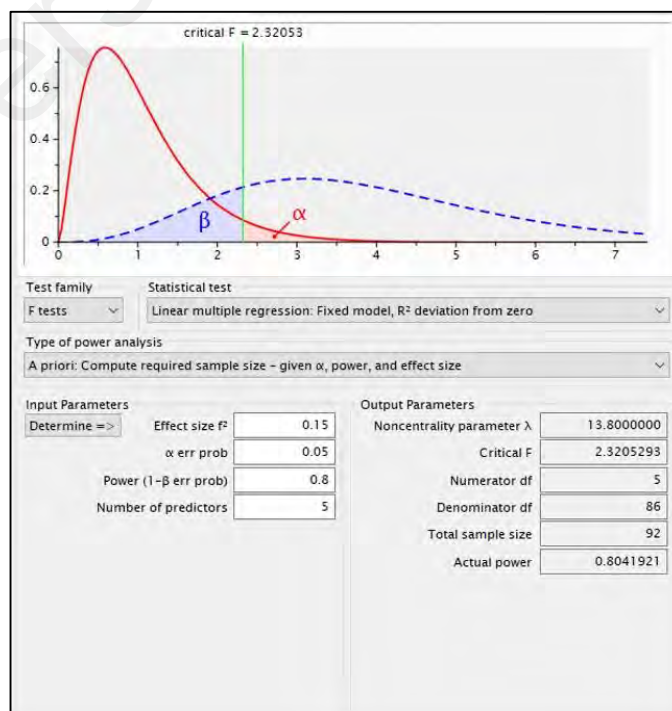 critical F = 2.32053
0.6
0.4
0.2
0
β
α
0 1 2 3 4 5 6 7
Test family Statistical test
F tests Linear multiple regression: Fixed model, R² deviation from zero
Type of power analysis
A priori: Compute required sample size – given α, power, and effect size
Input Parameters Output Parameters
Determine => Effect size f² 0.15 Noncentrality parameter λ 13.8000000
α err prob 0.05 Critical F 2.3205293
Power (1-β err prob) 0.8 Numerator df 5
Number of predictors 5 Denominator df 86
Total sample size 92
Actual power 0.8041921